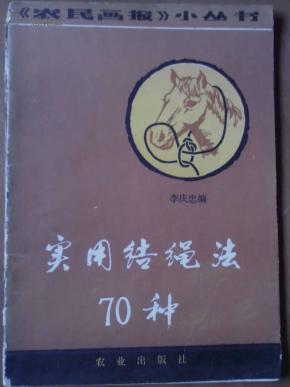 《农民画报》小丛书
李庆忠编
实用结绳法
70种
农业出版社